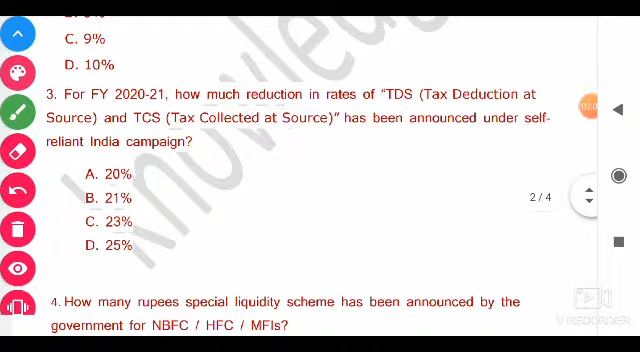 C. 9%
D. 10%
3. For FY 2020-21, how much reduction in rates of “TDS (Tax Deduction at
Source) and TCS (Tax Collected at Source)” has been announced under self-
reliant India campaign?
A. 20%
B. 21%
C. 23%
D. 25%
4. How many rupees special liquidity scheme has been announced by the
government for NBFC / HFC / MFIs?
2 / 4
knowledge